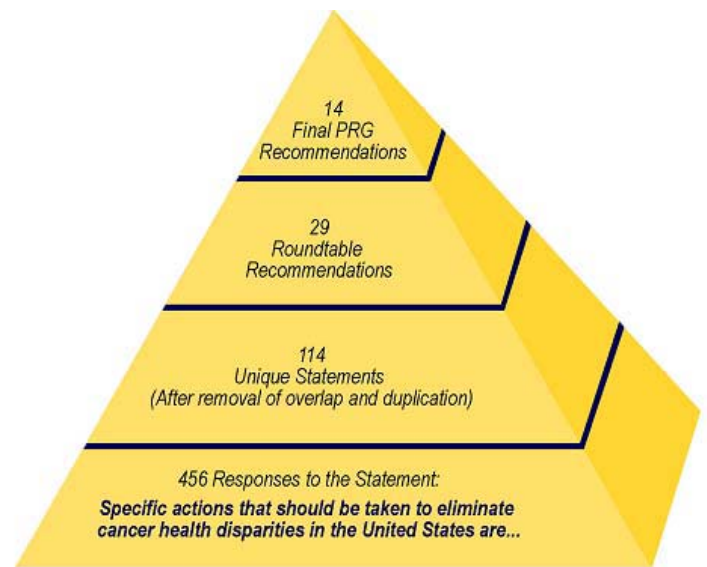 14
Final PRG
Recommendations
29
Roundtable
Recommendations
114
Unique Statements
(After removal of overlap and duplication)
456 Responses to the Statement:
Specific actions that should be taken to eliminate
cancer health disparities in the United States are...